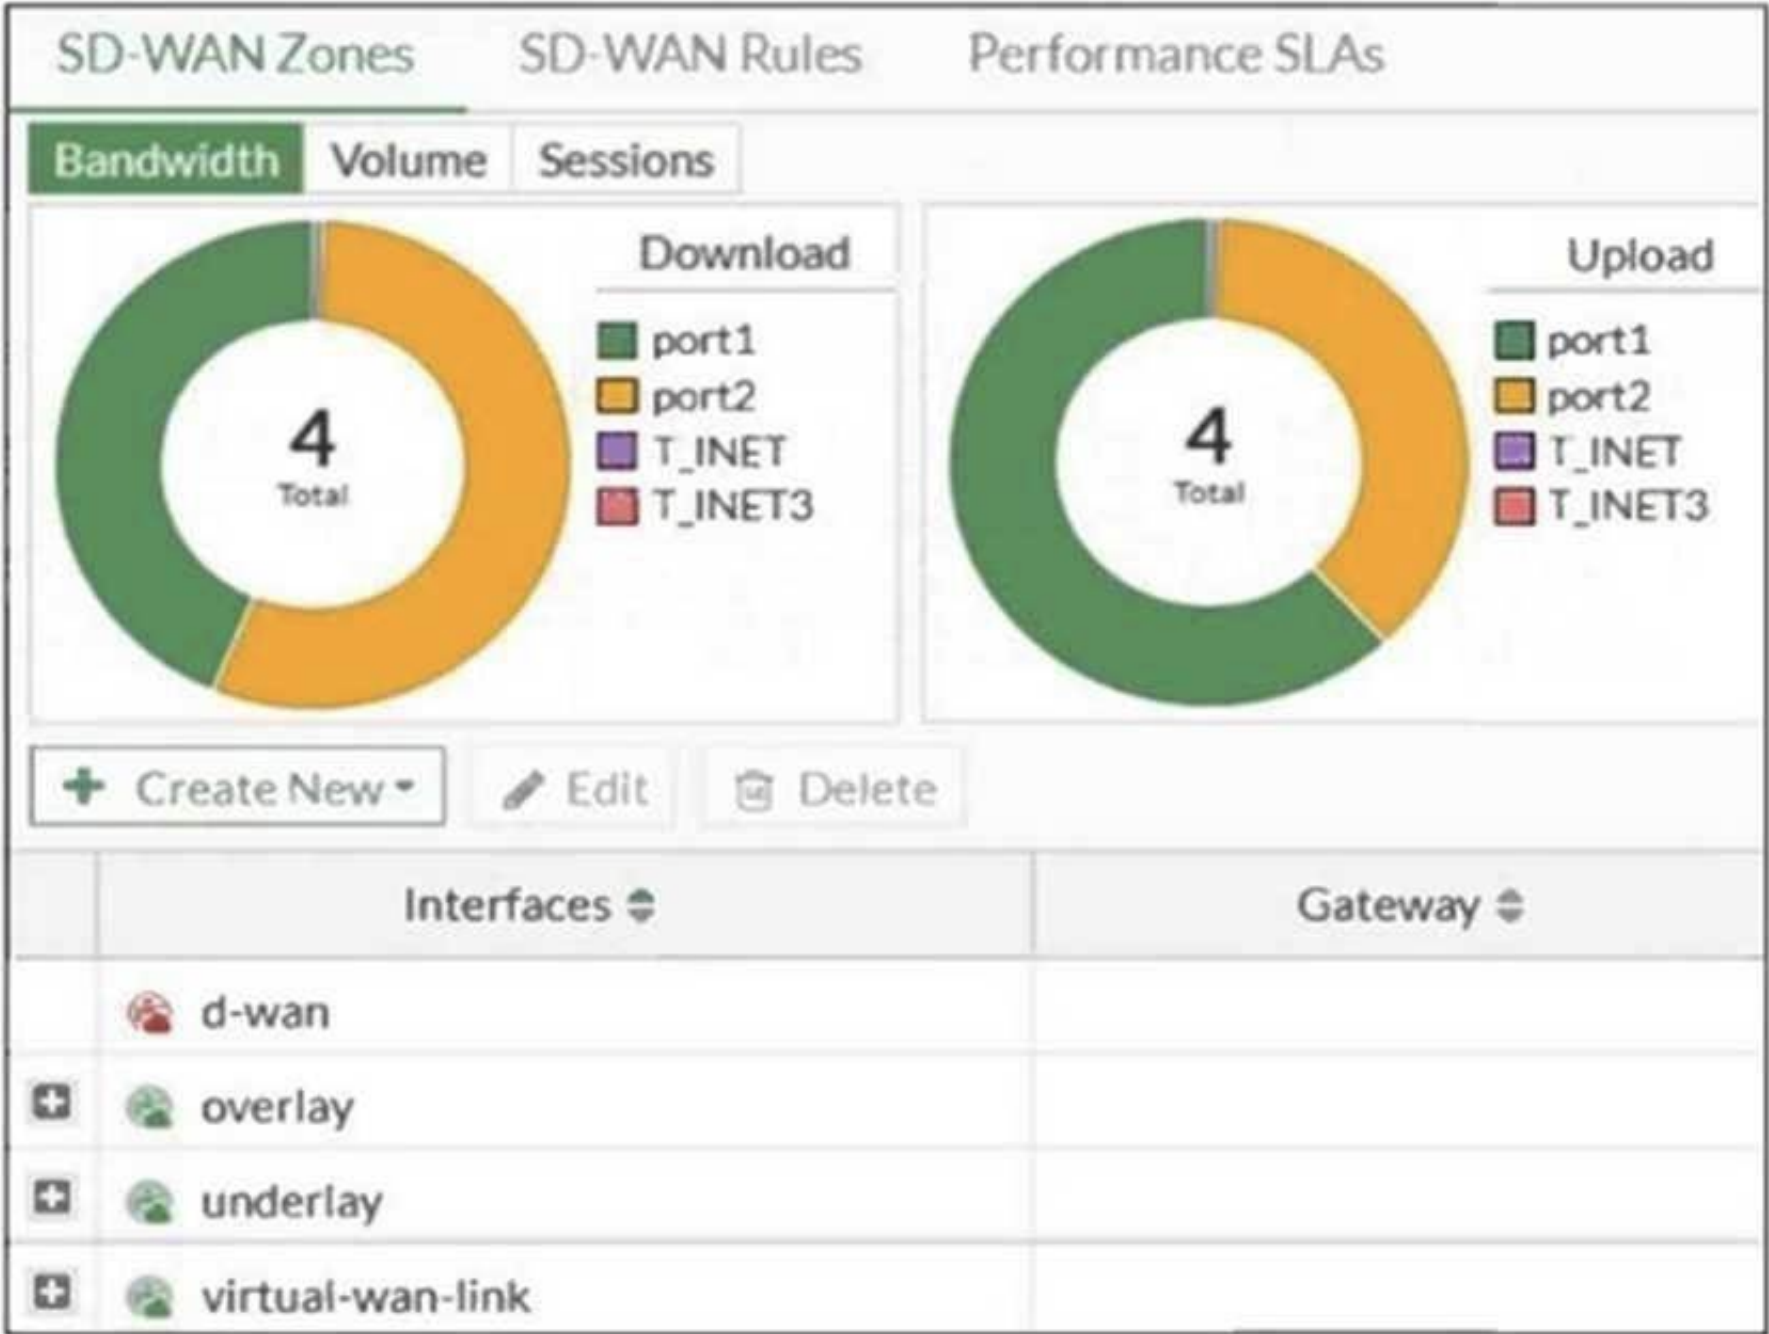 SD-WAN Zones SD-WAN Rules Performance SLAs
Bandwidth Volume Sessions
Download
port1
port2
T_INET
T_INET3
4
Total
Upload
port1
port2
T_INET
T_INET3
4
Total
Create New Edit Delete
Interfaces Gateway
d-wan
overlay
underlay
virtual-wan-link